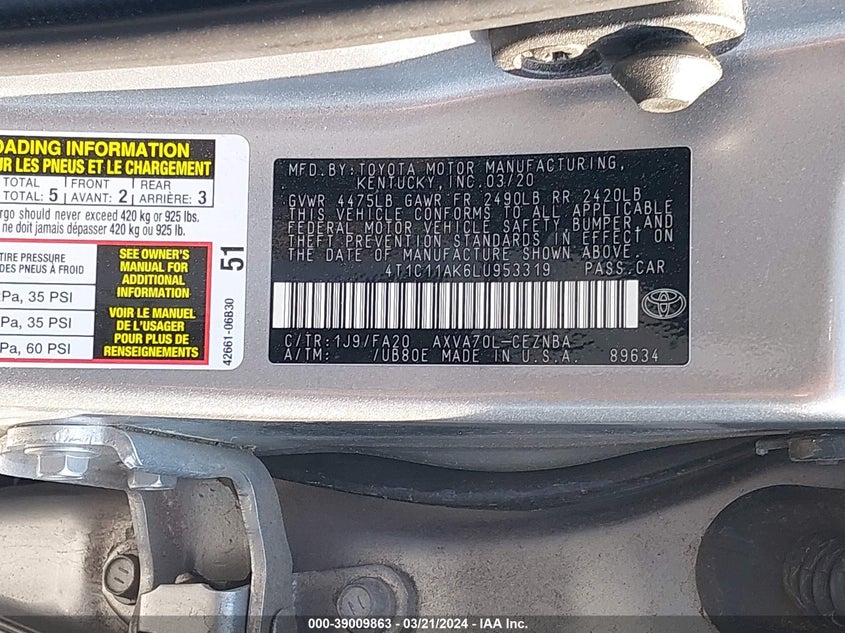 OADING INFORMATION
UR LES PNEUS ET LE CHARGEMENT
TOTAL FRONT REAR
TOTAL: 5 AVANT: 2 ARRIÈRE: 3
rgo should never exceed 420 kg or 925 lbs.
ne doit jamais dépasser 420 kg ou 925 lb.
TIRE PRESSURE
DES PNEUS À FROID
Pa, 35 PSI
Pa, 35 PSI
Pa, 60 PSI
SEE OWNER'S
MANUAL FOR
ADDITIONAL
INFORMATION
VOIR LE MANUEL
DE L'USAGER
POUR PLUS DE
RENSEIGNEMENTS
51
42661-06B30
MFD. BY: TOYOTA MOTOR MANUFACTURING,
KENTUCKY, INC. 03/20
GVWR 4475LB GAWR FR 2490LB RR 2420LB
THIS VEHICLE CONFORMS TO ALL APPLICABLE
FEDERAL MOTOR VEHICLE SAFETY, BUMPER, AND
THEFT PREVENTION STANDARDS IN EFFECT ON
THE DATE OF MANUFACTURE SHOWN ABOVE.
4T1C11AK6LU953319 PASS. CAR
C/TR: 1J9/FA20 AXVA70L-CEZNBA
A/TM: /UB80E MADE IN U.S.A. 89634
000-39009863 - 03/21/2024 - IAA Inc.